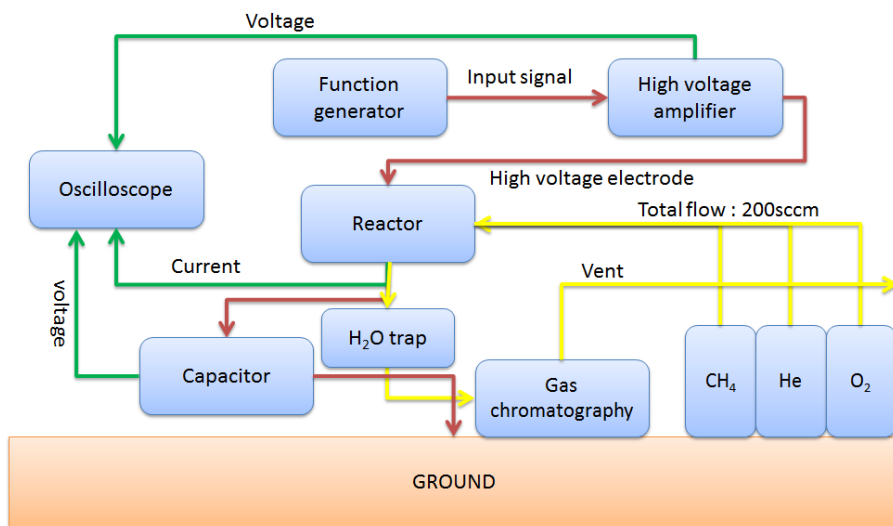 Voltage
Function
generator
Input signal
High voltage
amplifier
Oscilloscope
High voltage electrode
Reactor
Total flow : 200sccm
Current
Vent
voltage
H₂O trap
Capacitor
Gas
chromatography
CH₄
He
O₂
GROUND